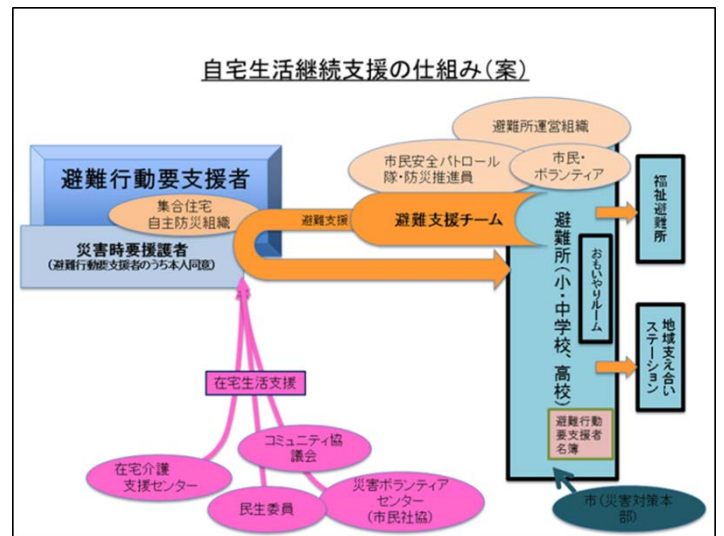 自宅生活継続支援の仕組み(案)
避難所運営組織
市民安全パトロール
隊・防災推進員
市民・
ボランティア
避難行動要支援者
集合住宅
自主防災組織
災害時要援護者
(避難行動要支援者のうち本人同意)
避難支援
避難支援チーム
避難所(小・中学校、高校)
おもいやりルーム
福祉避難所
地域支え合い
ステーション
避難行動
要支援者
名簿
在宅生活支援
コミュニティ協
議会
在宅介護
支援センター
民生委員
災害ボランティア
センター
(市民社協)
市(災害対策本
部)